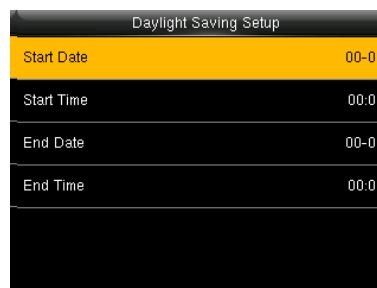 Daylight Saving Setup
Start Date 00-0
Start Time 00:0
End Date 00-0
End Time 00:0